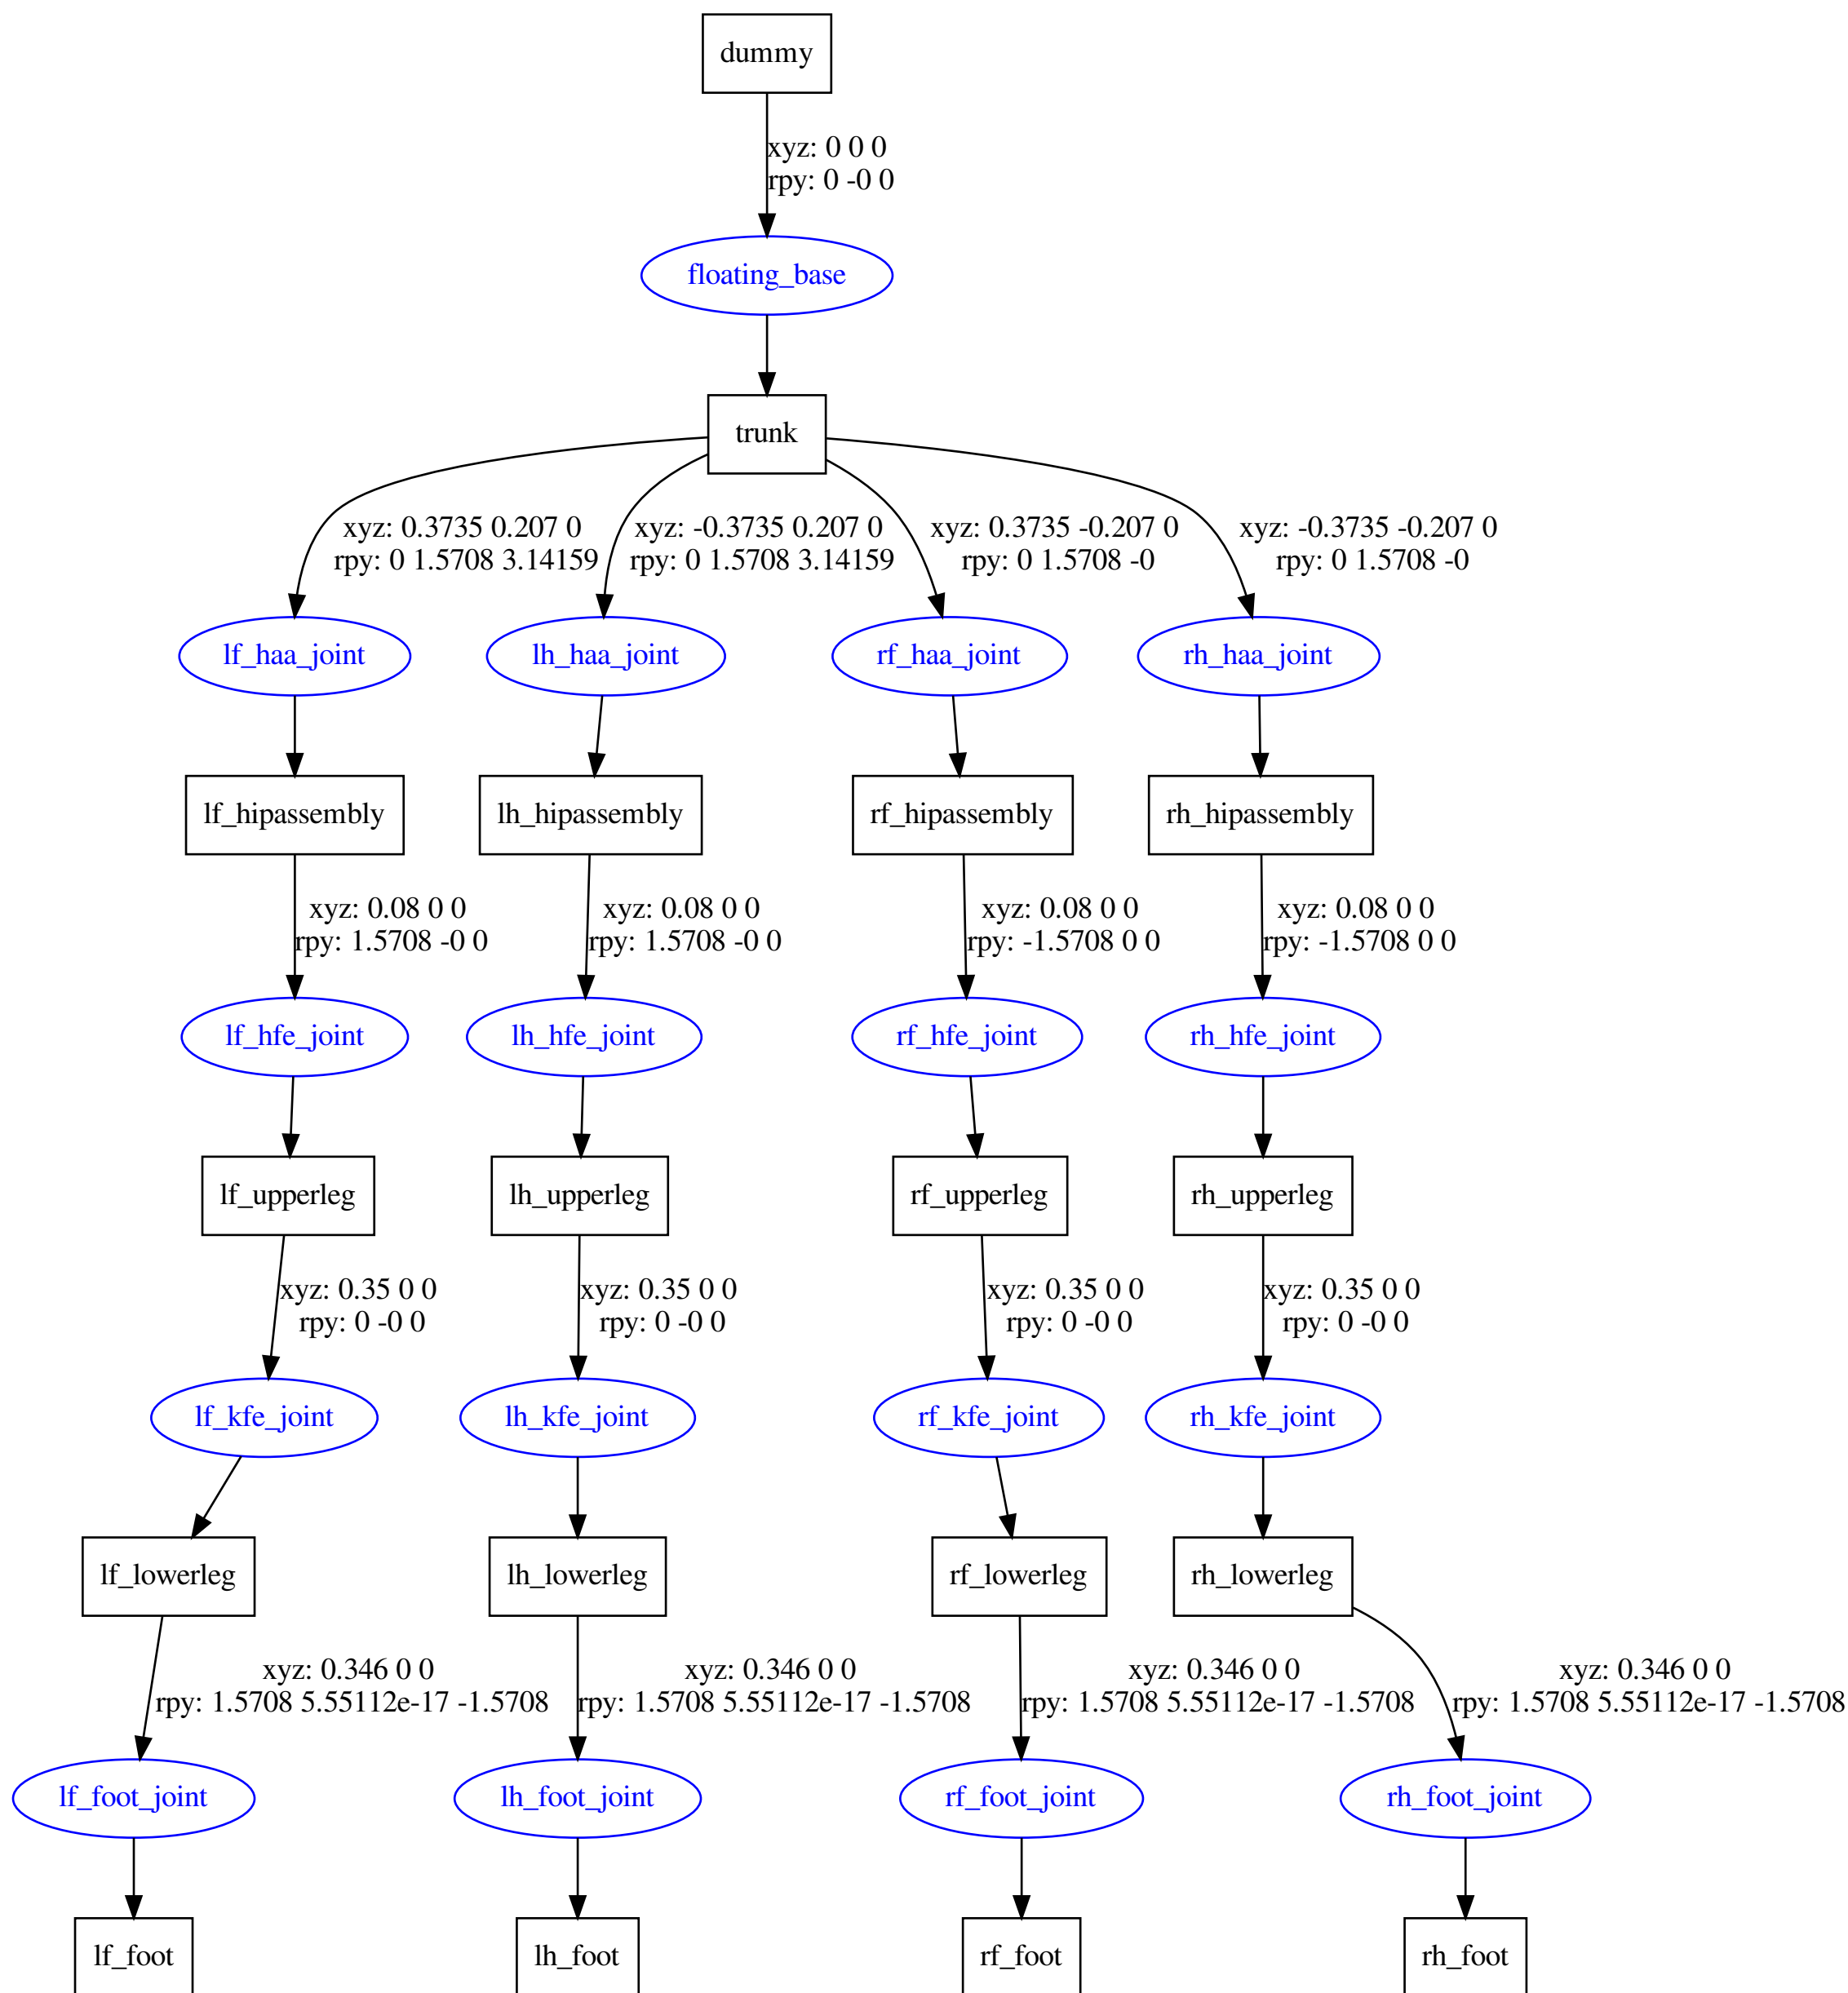 dummy
xyz: 0 0 0
rpy: 0 -0 0
floating_base
trunk
xyz: 0.3735 0.207 0
rpy: 0 1.5708 3.14159
xyz: -0.3735 0.207 0
rpy: 0 1.5708 3.14159
xyz: 0.3735 -0.207 0
rpy: 0 1.5708 -0
xyz: -0.3735 -0.207 0
rpy: 0 1.5708 -0
lf_haa_joint
lh_haa_joint
rf_haa_joint
rh_haa_joint
lf_hipassembly
lh_hipassembly
rf_hipassembly
rh_hipassembly
xyz: 0.08 0 0
rpy: 1.5708 -0 0
xyz: 0.08 0 0
rpy: 1.5708 -0 0
xyz: 0.08 0 0
rpy: -1.5708 0 0
xyz: 0.08 0 0
rpy: -1.5708 0 0
lf_hfe_joint
lh_hfe_joint
rf_hfe_joint
rh_hfe_joint
lf_upperleg
lh_upperleg
rf_upperleg
rh_upperleg
xyz: 0.35 0 0
rpy: 0 -0 0
xyz: 0.35 0 0
rpy: 0 -0 0
xyz: 0.35 0 0
rpy: 0 -0 0
xyz: 0.35 0 0
rpy: 0 -0 0
lf_kfe_joint
lh_kfe_joint
rf_kfe_joint
rh_kfe_joint
lf_lowerleg
lh_lowerleg
rf_lowerleg
rh_lowerleg
xyz: 0.346 0 0
rpy: 1.5708 5.55112e-17 -1.5708
xyz: 0.346 0 0
rpy: 1.5708 5.55112e-17 -1.5708
xyz: 0.346 0 0
rpy: 1.5708 5.55112e-17 -1.5708
xyz: 0.346 0 0
rpy: 1.5708 5.55112e-17 -1.5708
lf_foot_joint
lh_foot_joint
rf_foot_joint
rh_foot_joint
lf_foot
lh_foot
rf_foot
rh_foot